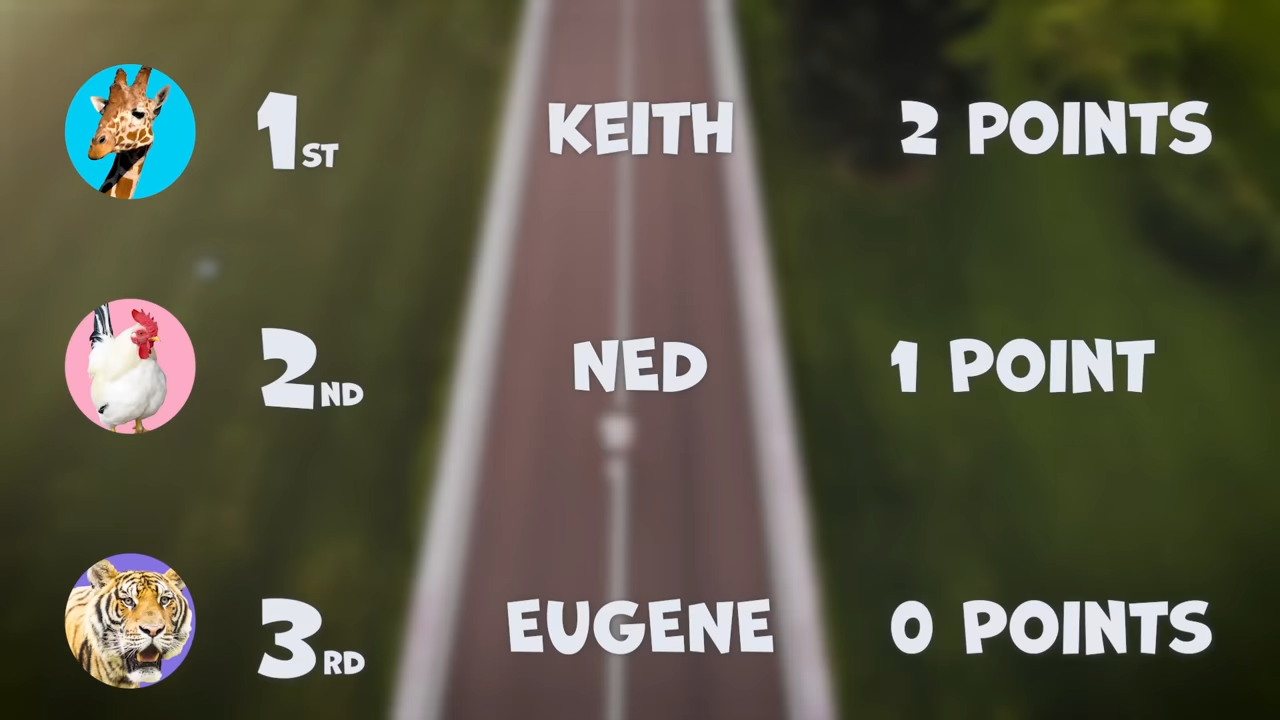 1ST KEITH 2 POINTS
2ND NED 1 POINT
3RD EUGENE 0 POINTS